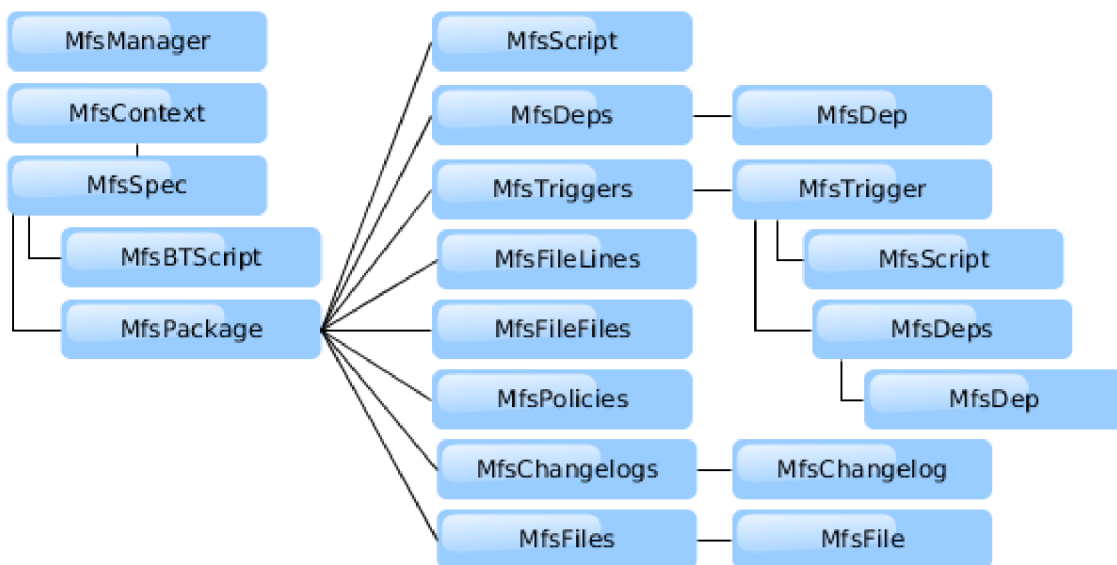 MfsManager
MfsContext
MfsSpec
MfsBTScript
MfsPackage
MfsScript
MfsDeps
MfsDep
MfsTriggers
MfsTrigger
MfsFileLines
MfsScript
MfsFileFiles
MfsDeps
MfsPolicies
MfsDep
MfsChangelogs
MfsChangelog
MfsFiles
MfsFile